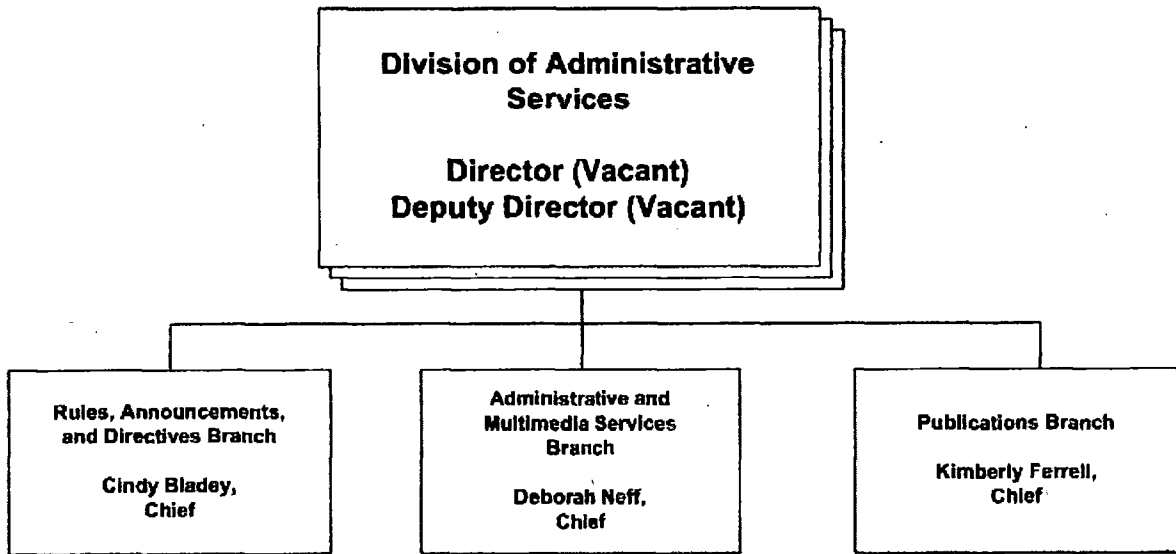 Division of Administrative
Services
Director (Vacant)
Deputy Director (Vacant)
Rules, Announcements,
and Directives Branch
Cindy Bladey,
Chief
Administrative and
Multimedia Services
Branch
Deborah Neff,
Chief
Publications Branch
Kimberly Ferrell,
Chief